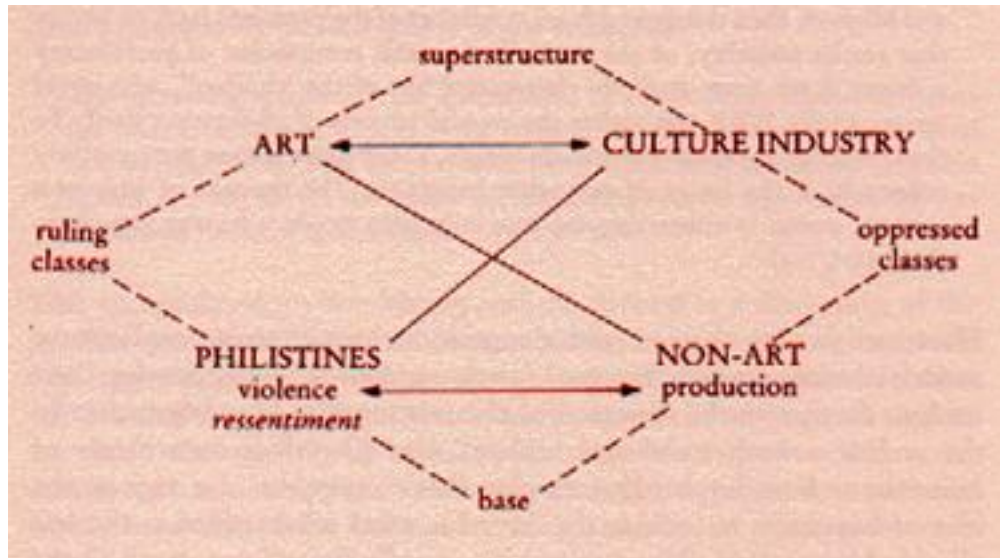 superstructure
ART
CULTURE INDUSTRY
ruling
classes
oppressed
classes
PHILISTINES
violence
ressentiment
NON-ART
production
base